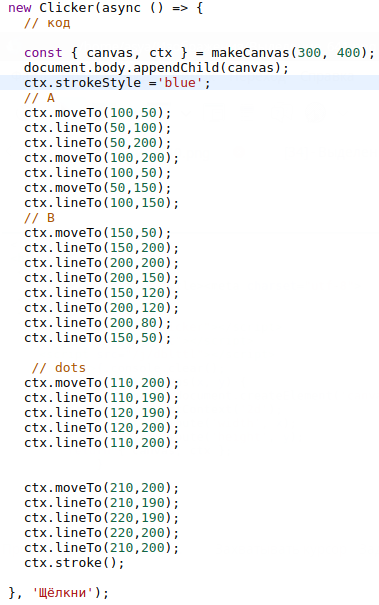 new Clicker(async () => {
// код
const { canvas, ctx } = makeCanvas(300, 400);
document.body.appendChild(canvas);
ctx.strokeStyle ='blue';
// A
ctx.moveTo(100,50);
ctx.lineTo(50,100);
ctx.lineTo(50,200);
ctx.moveTo(100,200);
ctx.lineTo(100,50);
ctx.moveTo(50,150);
ctx.lineTo(100,150);
// B
ctx.moveTo(150,50);
ctx.lineTo(150,200);
ctx.lineTo(200,200);
ctx.lineTo(200,150);
ctx.lineTo(150,120);
ctx.lineTo(200,120);
ctx.lineTo(200,80);
ctx.lineTo(150,50);
// dots
ctx.moveTo(110,200);
ctx.lineTo(110,190);
ctx.lineTo(120,190);
ctx.lineTo(120,200);
ctx.lineTo(110,200);
ctx.moveTo(210,200);
ctx.lineTo(210,190);
ctx.lineTo(220,190);
ctx.lineTo(220,200);
ctx.lineTo(210,200);
ctx.stroke();
}, 'Щёлкни');